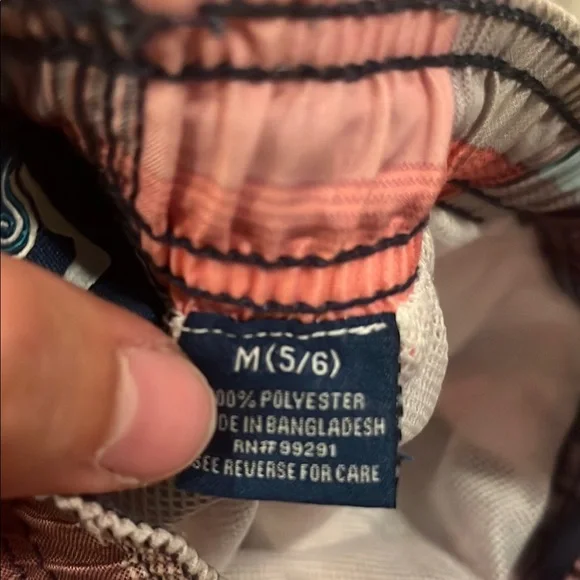 M(5/6)
00% POLYESTER
DE IN BANGLADESH
RN# 99291
SEE REVERSE FOR CARE